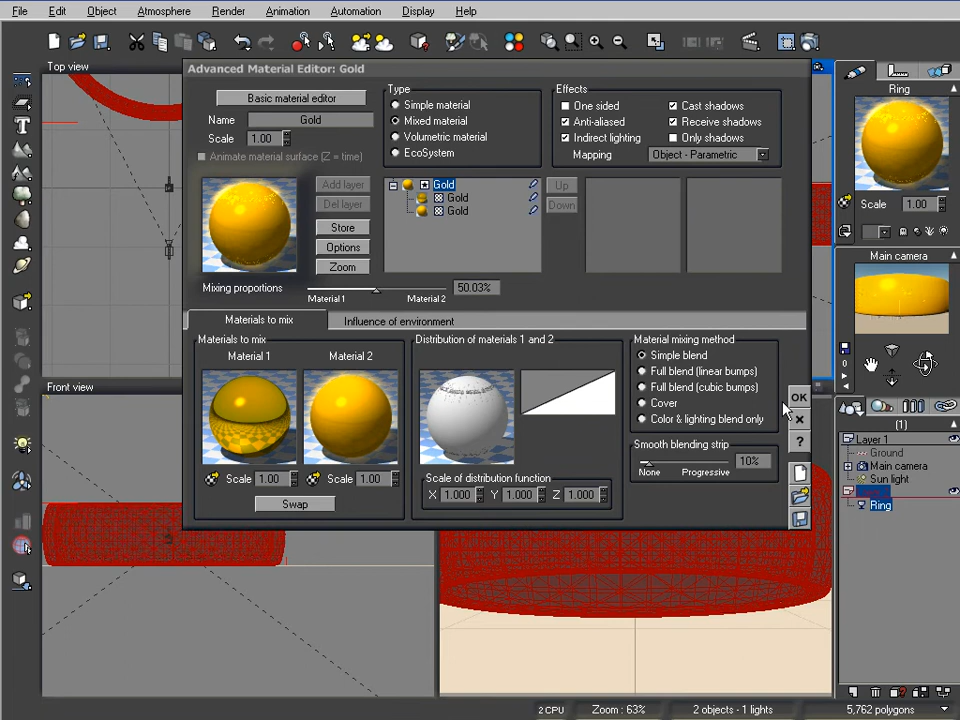 File Edit Objects Atmosphere Render Animation Automation Display Help
Top view
Advanced Material Editor: Gold
Basic material editor
Name Gold
Scale 1.00
Animate material surface (Z = time)
Type
Simple material
Mixed material
Volumetric material
EcoSystem
Effects
One sided
Cast shadows
Anti-aliased
Receive shadows
Indirect lighting
Only shadows
Mapping Object - Parametric
Add layer
Del layer
Store
Options
Zoom
Gold
Gold
Gold
Up
Down
Mixing proportions
Material 1 Material 2
50.03%
Materials to mix
Influence of environment
Materials to mix
Material 1 Material 2
Scale 1.00 Scale 1.00
Swap
Distribution of materials 1 and 2
Scale of distribution function
X 1.000 Y 1.000 Z 1.000
Material mixing method
Simple blend
Full blend (linear bumps)
Full blend (cubic bumps)
Cover
Color & lighting blend only
Smooth blending strip
None Progressive 10%
OK
?
Front view
Ring
Scale 1.00
Main camera
0
(1)
Layer 1
Ground
Main camera
Sun light
Ring
2 CPU Zoom : 63% 2 objects - 1 lights 5,762 polygons